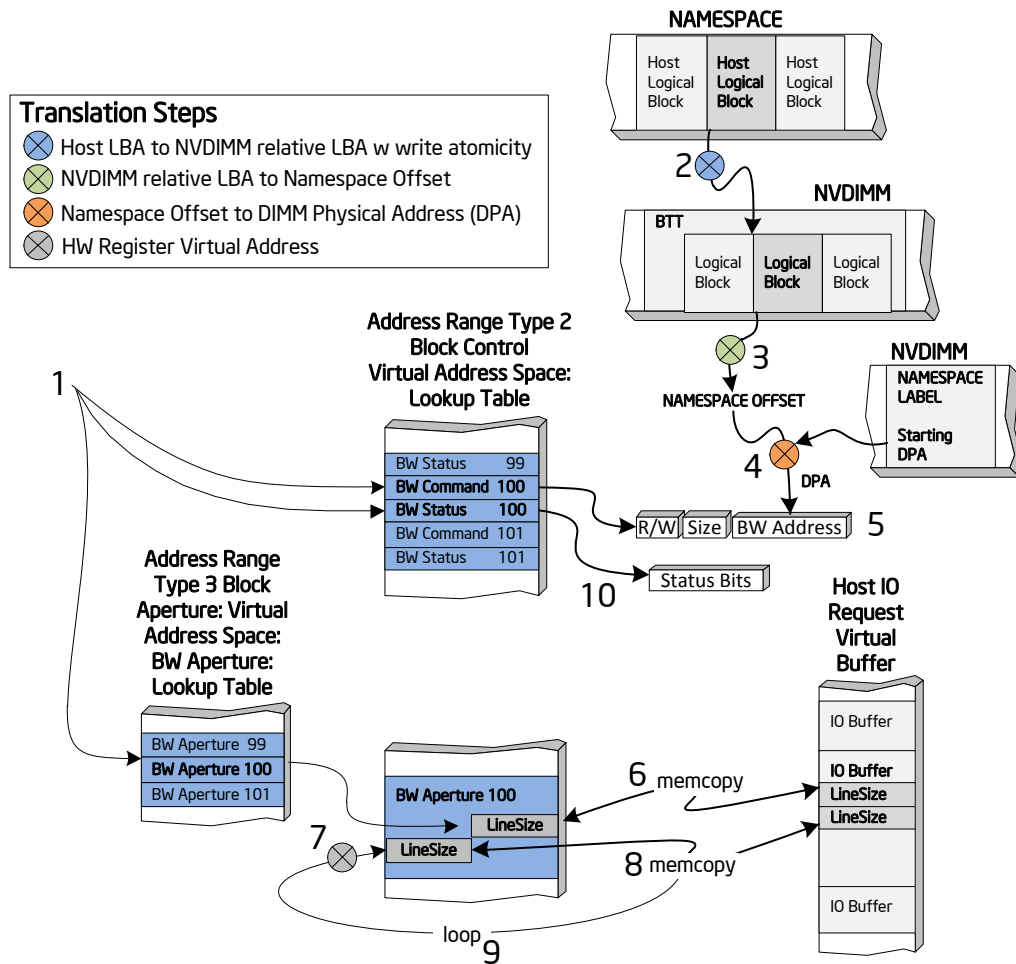 NAMESPACE
Host
Logical
Block
Host
Logical
Block
Host
Logical
Block
Translation Steps
Host LBA to NVDIMM relative LBA w write atomicity
NVDIMM relative LBA to Namespace Offset
Namespace Offset to DIMM Physical Address (DPA)
HW Register Virtual Address
2
NVDIMM
BTT
Logical
Block
Logical
Block
Logical
Block
3
NAMESPACE OFFSET
NVDIMM
NAMESPACE
LABEL
Starting
DPA
4
DPA
1
Address Range Type 2
Block Control
Virtual Address Space:
Lookup Table
BW Status 99
BW Command 100
BW Status 100
BW Command 101
BW Status 101
R/W Size BW Address 5
10 Status Bits
Address Range
Type 3 Block
Aperture: Virtual
Address Space:
BW Aperture:
Lookup Table
BW Aperture 99
BW Aperture 100
BW Aperture 101
BW Aperture 100
LineSize
LineSize
6 memcopy
7
8 memcopy
loop 9
Host IO
Request
Virtual
Buffer
IO Buffer
IO Buffer
LineSize
LineSize
IO Buffer